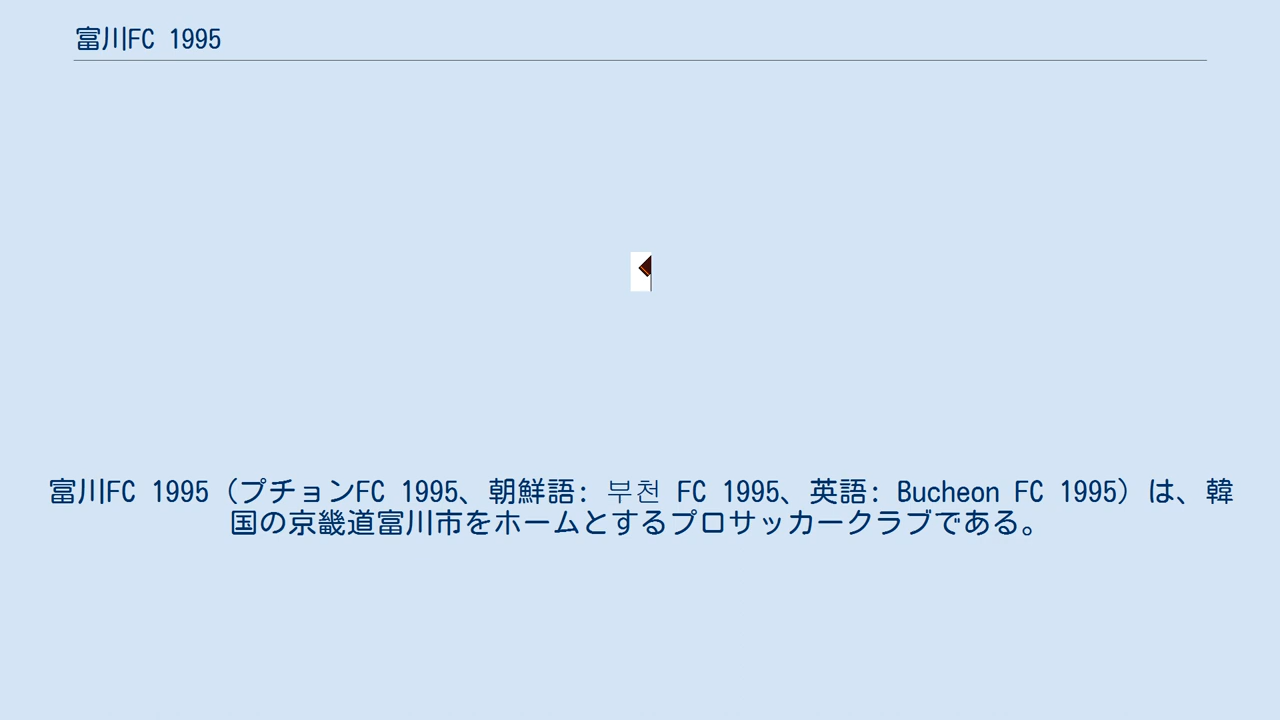 富川FC 1995
富川FC 1995（プチョンFC 1995、朝鮮語: 부천 FC 1995、英語: Bucheon FC 1995）は、韓
国の京畿道富川市をホームとするプロサッカークラブである。